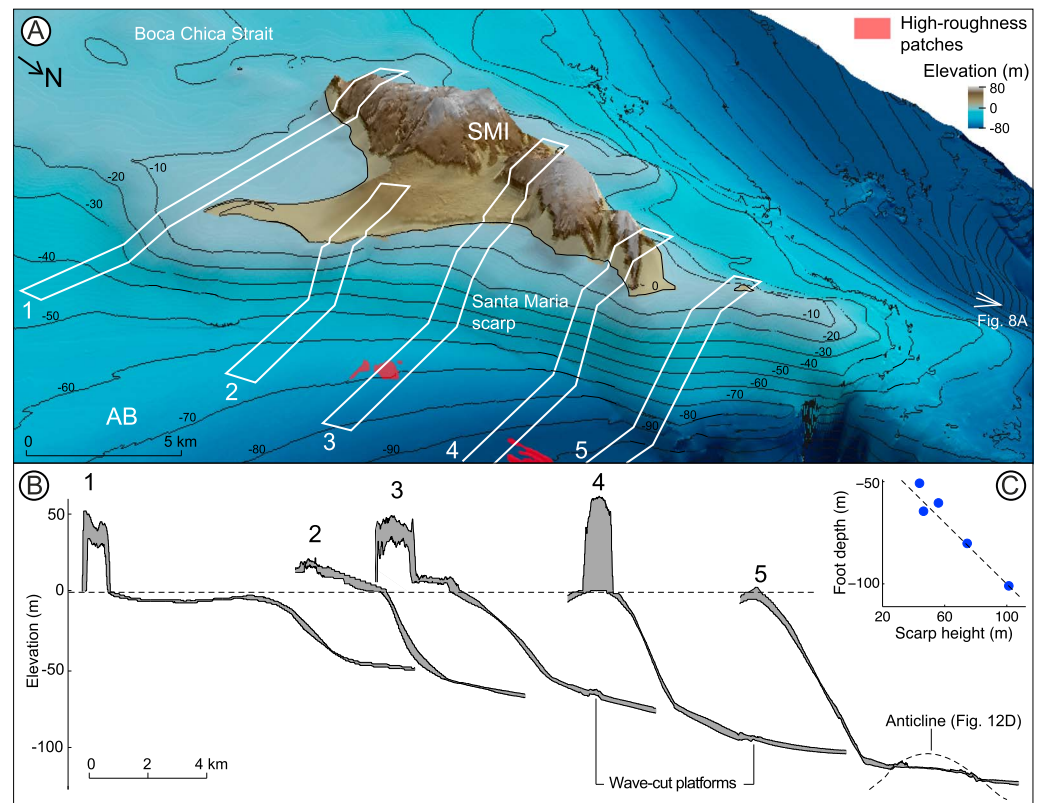 A
Boca Chica Strait
N
High-roughness
patches
Elevation (m)
80
0
-80
SMI
-10
-20
-30
-40
-50
-60
-70
-80
-90
Santa Maria
scarp
0
-10
-20
-30
-40
-50
-60
-70
-80
-90
Fig. 8A
AB
1
2
3
4
5
0 5 km
B
1
2
3
4
5
50
0
-50
-100
Elevation (m)
0 2 4 km
Wave-cut platforms
Anticline (Fig. 12D)
C
−50
−100
Foot depth (m)
20 60 100
Scarp height (m)